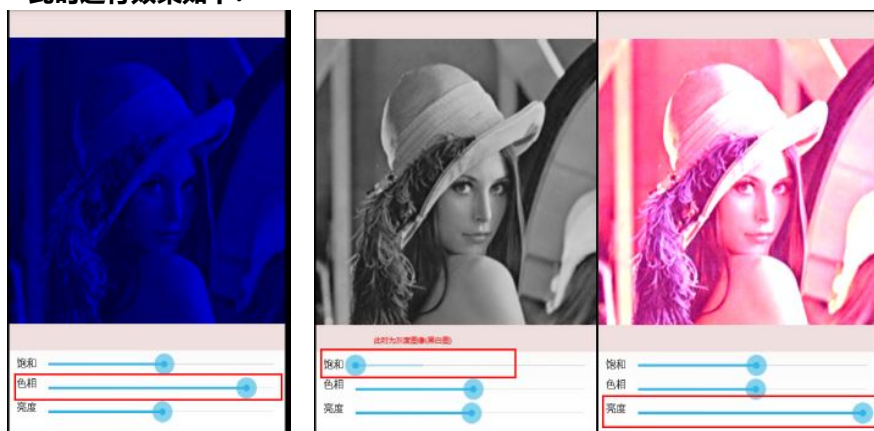 此时的运行效果如下:
饱和
色相
亮度
此时为灰度图像(黑白图)
饱和
色相
亮度
饱和
色相
亮度